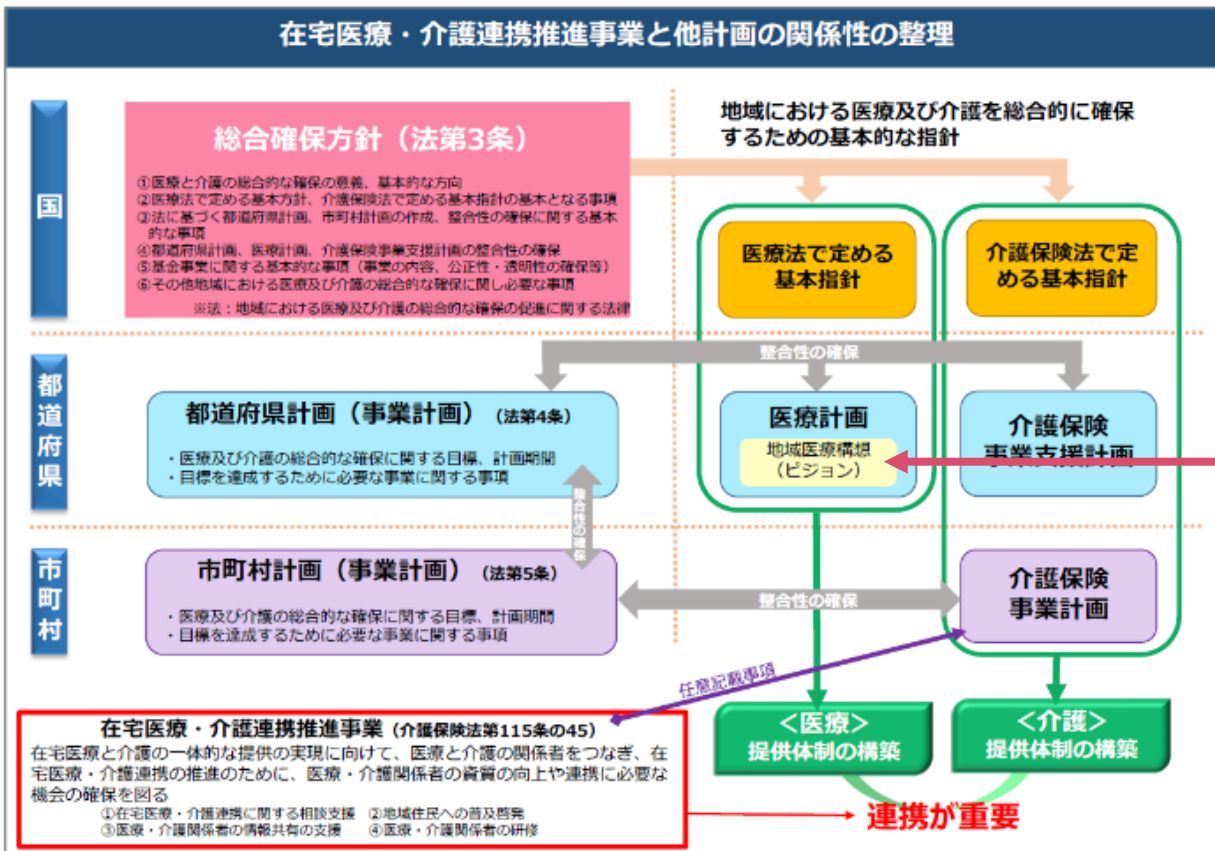 在宅医療・介護連携推進事業と他計画の関係性の整理
国
総合確保方針（法第3条）
①医療と介護の総合的な確保の意義、基本的な方向
②医療法で定める基本方針、介護保険法で定める基本指針の基本となる事項
③法に基づく都道府県計画、市町村計画の作成、整合性の確保に関する基本
的な事項
④都道府県計画、医療計画、介護保険事業支援計画の整合性の確保
⑤基金事業に関する基本的な事項（事業の内容、公正性・透明性の確保等）
⑥その他地域における医療及び介護の総合的な確保に関し必要な事項
※法：地域における医療及び介護の総合的な確保の促進に関する法律
地域における医療及び介護を総合的に確保
するための基本的な指針
医療法で定める
基本指針
介護保険法で定
める基本指針
都道府県
整合性の確保
都道府県計画（事業計画）（法第4条）
・医療及び介護の総合的な確保に関する目標、計画期間
・目標を達成するために必要な事業に関する事項
医療計画
地域医療構想
（ビジョン）
介護保険
事業支援計画
整合性の確保
市町村
市町村計画（事業計画）（法第5条）
・医療及び介護の総合的な確保に関する目標、計画期間
・目標を達成するために必要な事業に関する事項
整合性の確保
介護保険
事業計画
任意記載事項
在宅医療・介護連携推進事業（介護保険法第115条の45）
在宅医療と介護の一体的な提供の実現に向けて、医療と介護の関係者をつなぎ、在
宅医療・介護連携の推進のために、医療・介護関係者の資質の向上や連携に必要な
機会の確保を図る
①在宅医療・介護連携に関する相談支援 ②地域住民への普及啓発
③医療・介護関係者の情報共有の支援 ④医療・介護関係者の研修
＜医療＞
提供体制の構築
＜介護＞
提供体制の構築
連携が重要